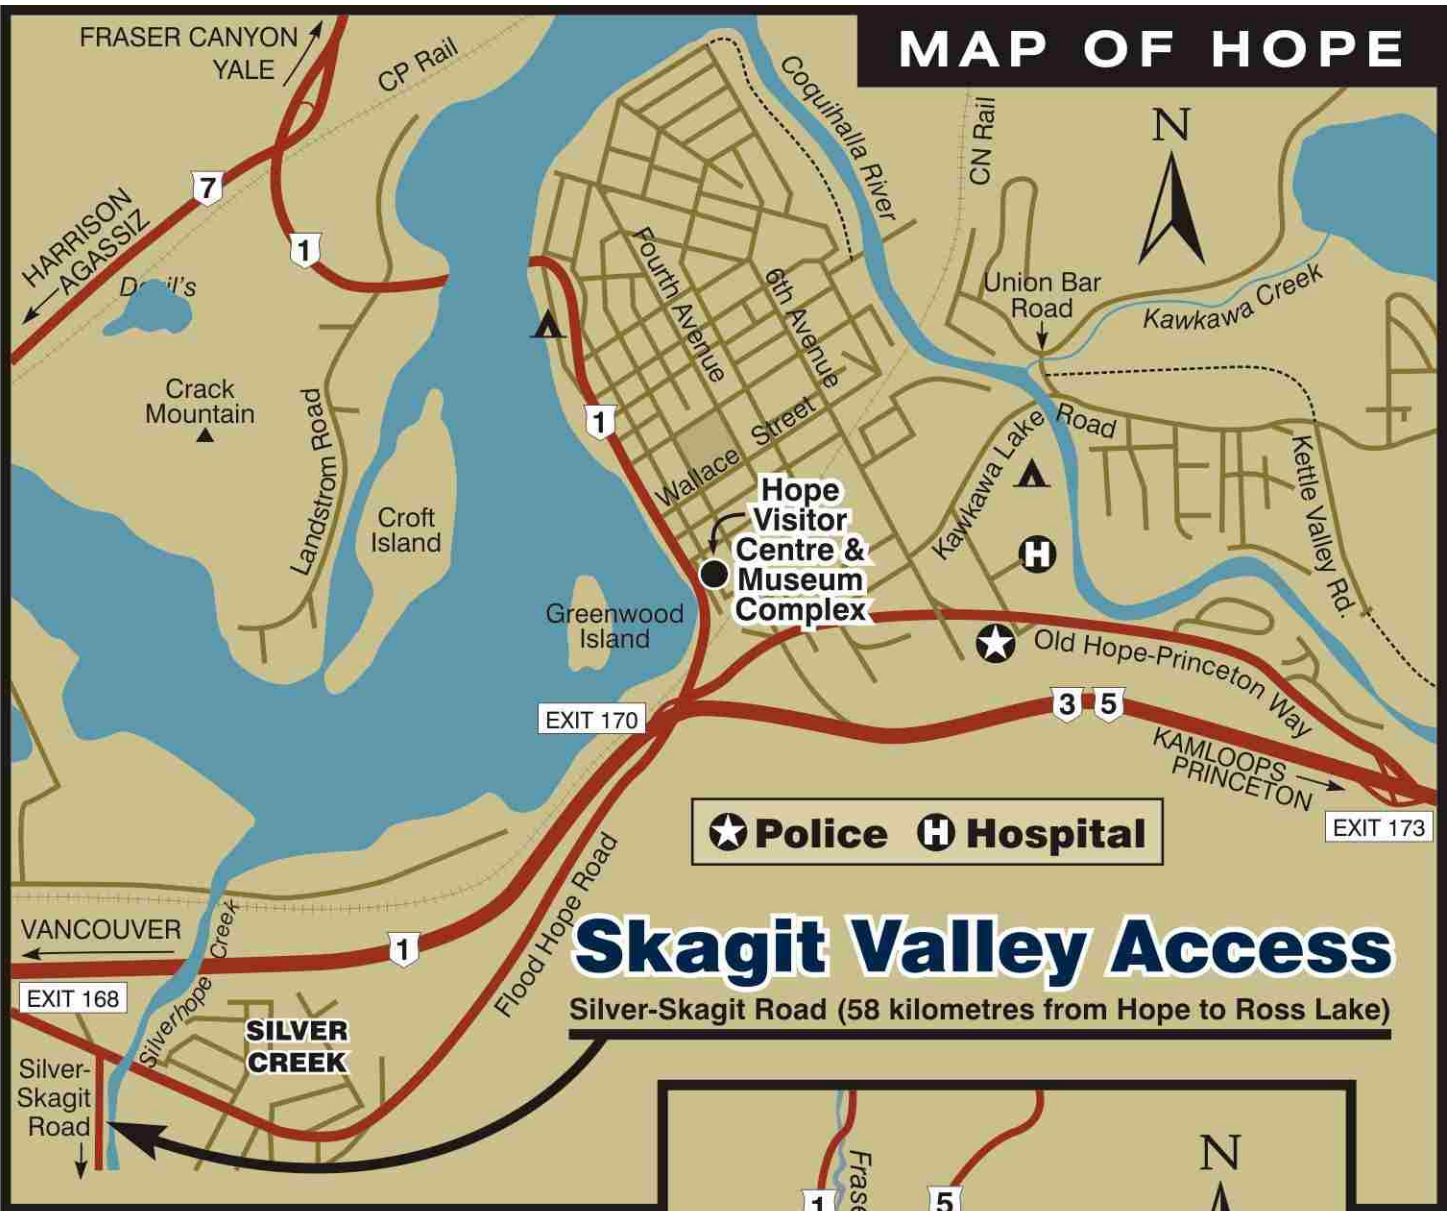 MAP OF HOPE
FRASER CANYON
YALE
CP Rail
Coquihalla River
CN Rail
N
7
HARRISON
AGASSIZ
1
Fourth Avenue
6th Avenue
Union Bar
Road
Kawkawa Creek
Crack
Mountain
Landstrom Road
1
Wallace Street
Kawkawa Lake Road
Kettle Valley Rd.
Croft
Island
Hope
Visitor
Centre &
Museum
Complex
H
Greenwood
Island
Old Hope-Princeton Way
EXIT 170
3 5
KAMLOOPS
PRINCETON
EXIT 173
Police H Hospital
Flood Hope Road
VANCOUVER
1
Silverhope Creek
EXIT 168
Skagit Valley Access
Silver-Skagit Road (58 kilometres from Hope to Ross Lake)
SILVER
CREEK
Silver-
Skagit
Road
N
1
5